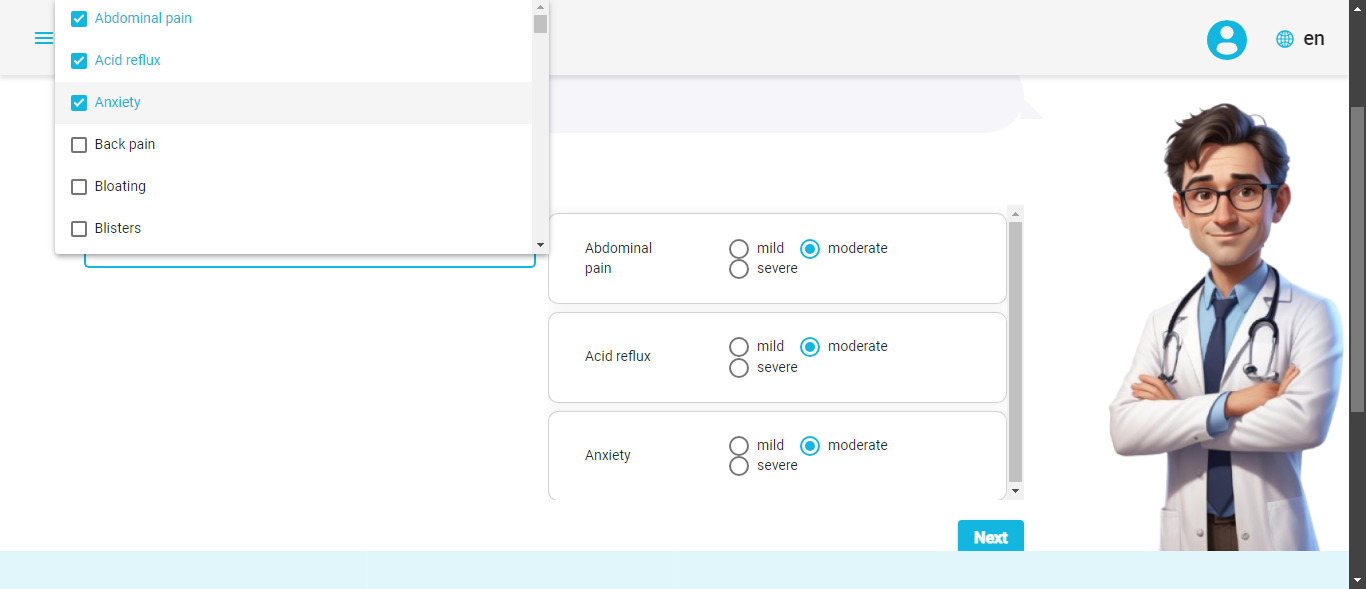 Abdominal pain
Acid reflux
Anxiety
Back pain
Bloating
Blisters
en
Abdominal
pain
mild moderate
severe
Acid reflux
mild moderate
severe
Anxiety
mild moderate
severe
Next